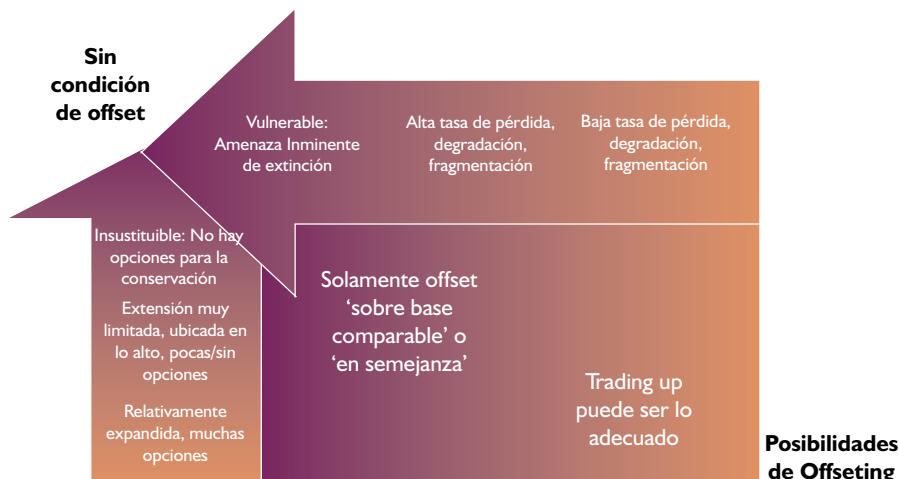 Sin
condición
de offset
Vulnerable:
Amenaza Inminente
de extinción
Alta tasa de pérdida,
degradación,
fragmentación
Baja tasa de pérdida,
degradación,
fragmentación
Insustituible: No hay
opciones para la
conservación
Extensión muy
limitada, ubicada en
lo alto, pocas/sin
opciones
Relativamente
expandida, muchas
opciones
Solamente offset
‘sobre base
comparable’ o
‘en semejanza’
Trading up
puede ser lo
adecuado
Posibilidades
de Offseting